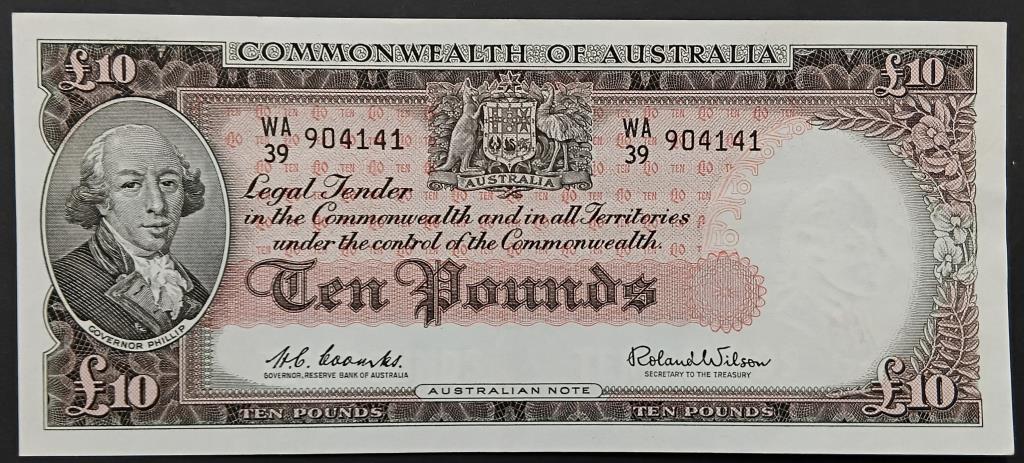 COMMONWEALTH OF AUSTRALIA
£10 £10
WA 39 904141 WA 39 904141
AUSTRALIA
Legal Tender
in the Commonwealth and in all Territories
under the control of the Commonwealth.
Ten Pounds
GOVERNOR PHILLIP
H.C. Coombs. Roland Wilson
GOVERNOR, RESERVE BANK OF AUSTRALIA SECRETARY TO THE TREASURY
£10 AUSTRALIAN NOTE £10
TEN POUNDS TEN POUNDS